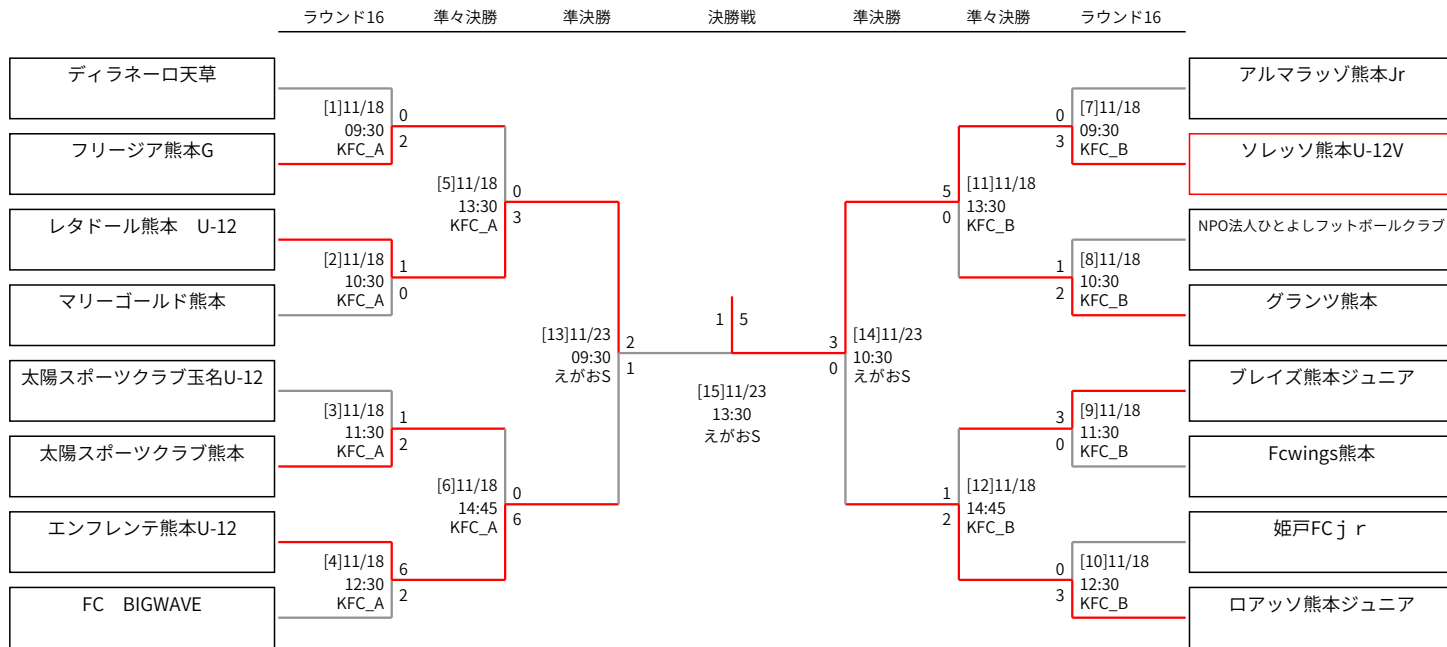 ラウンド16 準々決勝 準決勝 決勝戦 準決勝 準々決勝 ラウンド16
ディラネーロ天草
[1]11/18
09:30
KFC_A
0
2
フリージア熊本G
[5]11/18
13:30
KFC_A
0
3
レタドール熊本　U-12
[2]11/18
10:30
KFC_A
1
0
マリーゴールド熊本
[13]11/23
09:30
えがおS
2
1
太陽スポーツクラブ玉名U-12
[3]11/18
11:30
KFC_A
1
2
太陽スポーツクラブ熊本
[6]11/18
14:45
KFC_A
0
6
エンフレンテ熊本U-12
[4]11/18
12:30
KFC_A
6
2
FC　BIGWAVE
1 5
[15]11/23
13:30
えがおS
アルマラッゾ熊本Jr
0
3
[7]11/18
09:30
KFC_B
ソレッソ熊本U-12V
5
0
[11]11/18
13:30
KFC_B
NPO法人ひとよしフットボールクラブ
1
2
[8]11/18
10:30
KFC_B
グランツ熊本
3
0
[14]11/23
10:30
えがおS
ブレイズ熊本ジュニア
3
0
[9]11/18
11:30
KFC_B
Fcwings熊本
1
2
[12]11/18
14:45
KFC_B
姫戸FCｊｒ
0
3
[10]11/18
12:30
KFC_B
ロアッソ熊本ジュニア